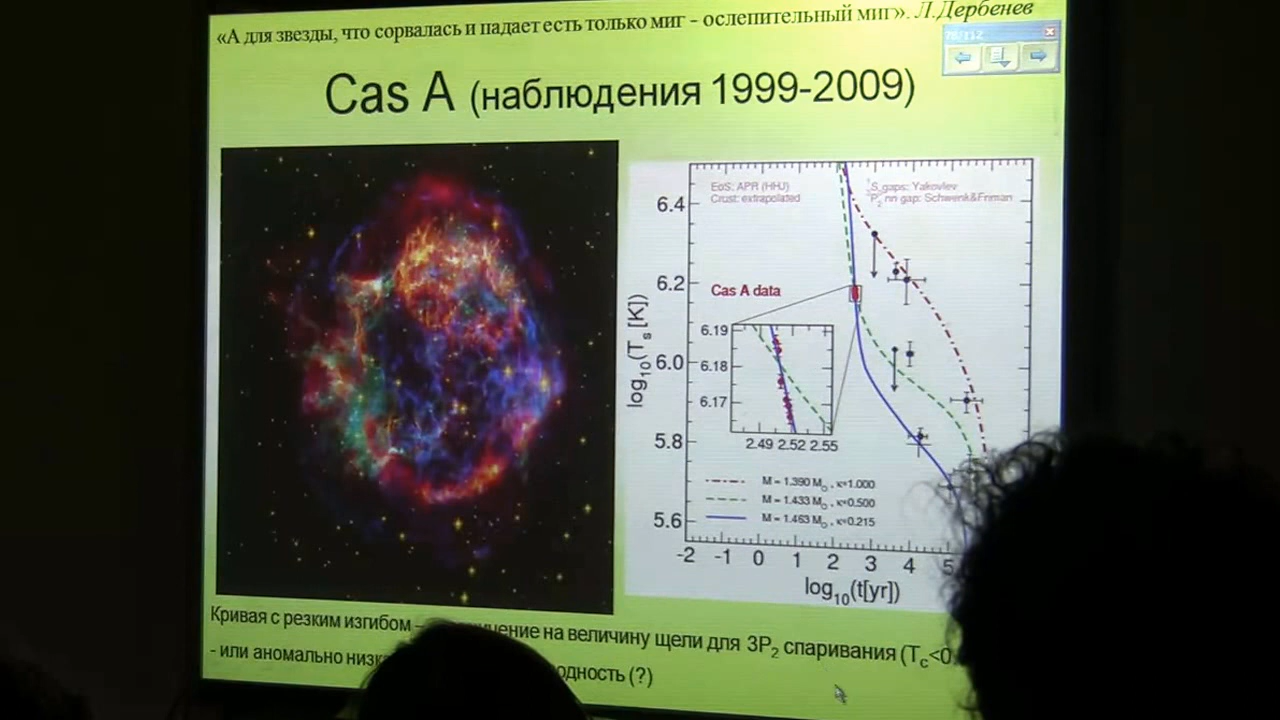 «А для звезды, что сорвалась и падает есть только миг - ослепительный миг». Л.Дербенев
Cas A (наблюдения 1999-2009)
EoS: APR (HHJ)
Crust: extrapolated
¹S gaps: Yakovlev
³P₂ nn gap: Schwenk&Friman
6.4
6.2
6.0
5.8
5.6
log₁₀(Tₛ [K])
Cas A data
6.19
6.18
6.17
2.49 2.52 2.55
M = 1.390 M☉, κ=1.000
M = 1.433 M☉, κ=0.500
M = 1.463 M☉, κ=0.215
-2 -1 0 1 2 3 4 5
log₁₀(t[yr])
Кривая с резким изгибом – на величину щели для 3P₂ спаривания (Tc<0
- или аномально (?)